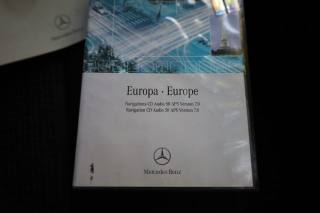 Europa · Europe
Navigations CD Audio 50 APS Version 7.0
Navigation CD Audio 50 APS Version 7.0
Mercedes-Benz